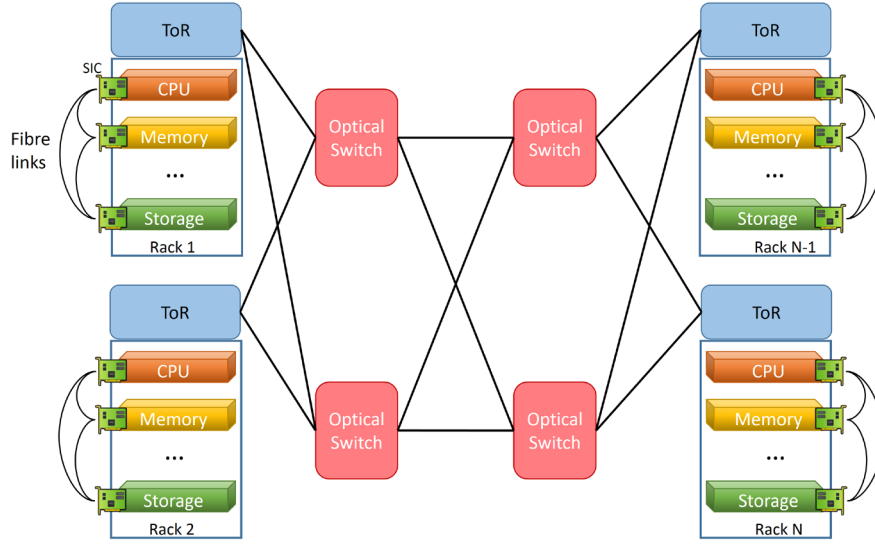 ToR
SIC
CPU
Fibre
links
Memory
...
Storage
Rack 1
ToR
CPU
Memory
...
Storage
Rack 2
Optical
Switch
Optical
Switch
Optical
Switch
Optical
Switch
ToR
CPU
Memory
...
Storage
Rack N-1
ToR
CPU
Memory
...
Storage
Rack N